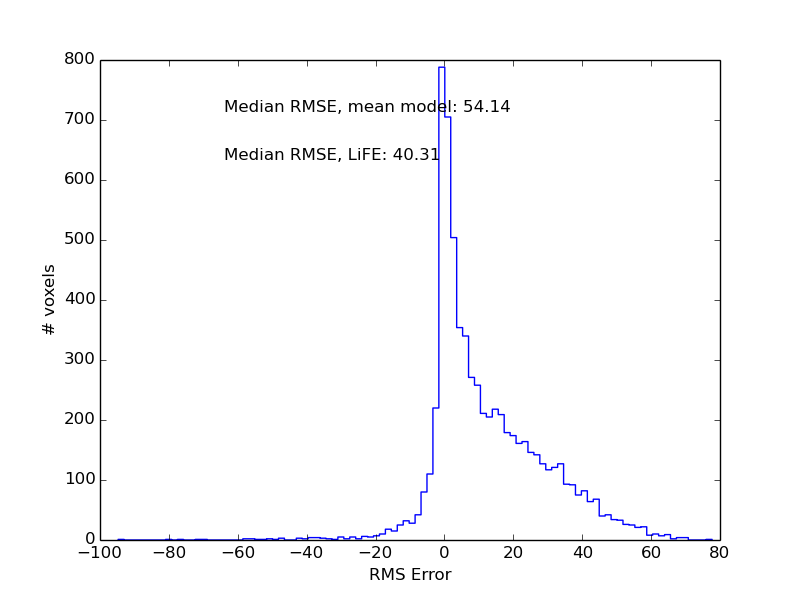 800
Median RMSE, mean model: 54.14
700
Median RMSE, LiFE: 40.31
600
500
# voxels
400
300
200
100
0
−100 −80 −60 −40 −20 0 20 40 60 80
RMS Error